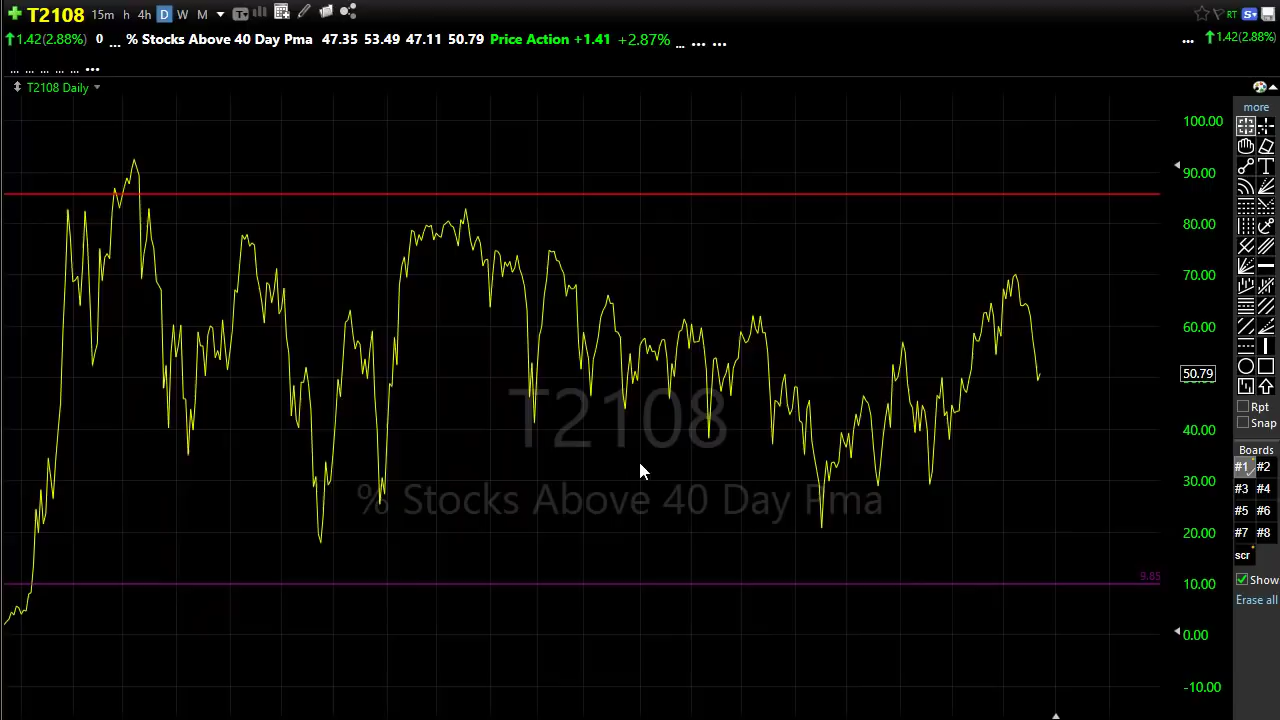 T2108 15m h 4h D W M T RT S
1.42(2.88%) 0 ... % Stocks Above 40 Day Pma 47.35 53.49 47.11 50.79 Price Action +1.41 +2.87% ... ... ... ... 1.42(2.88%)
... ... ... ... ... ...
T2108 Daily
more
100.00
90.00
80.00
70.00
60.00
50.79
40.00
30.00
20.00
10.00
0.00
-10.00
T2108
% Stocks Above 40 Day Pma
9.85
T
Rpt
Snap
Boards
#1 #2
#3 #4
#5 #6
#7 #8
scr
Show
Erase all